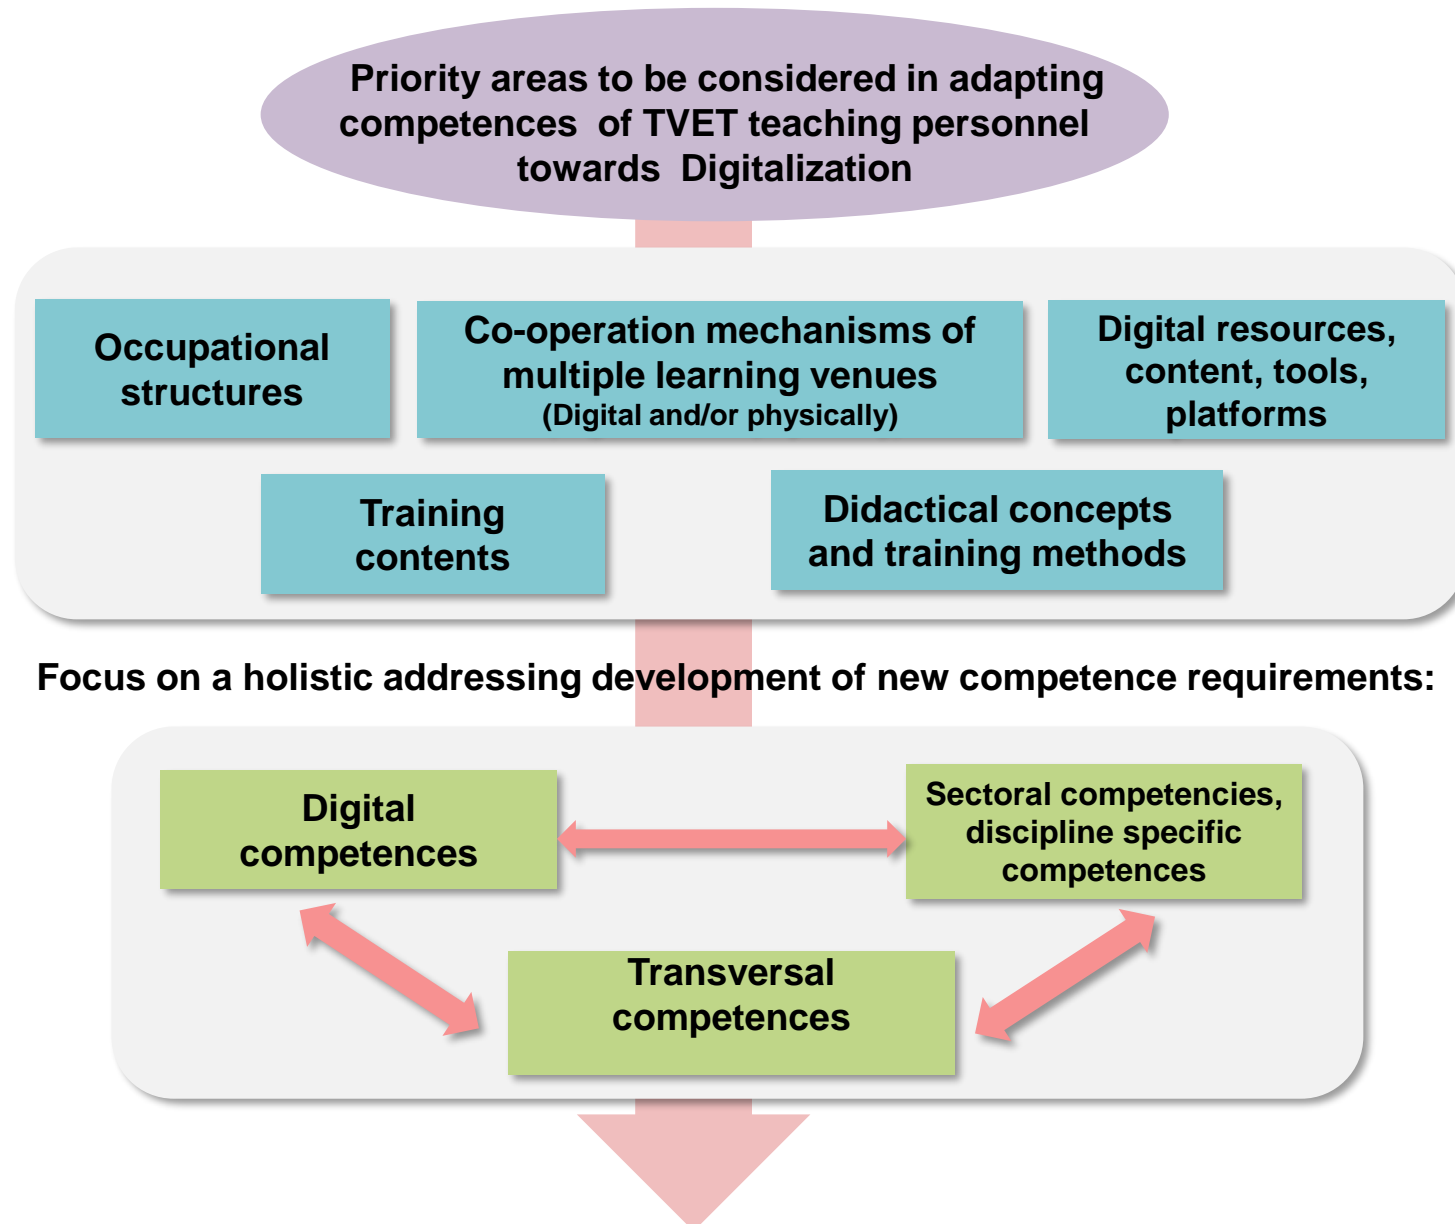 Priority areas to be considered in adapting
competences of TVET teaching personnel
towards Digitalization
Occupational
structures
Co-operation mechanisms of
multiple learning venues
(Digital and/or physically)
Digital resources,
content, tools,
platforms
Training
contents
Didactical concepts
and training methods
Focus on a holistic addressing development of new competence requirements:
Digital
competences
Sectoral competencies,
discipline specific
competences
Transversal
competences